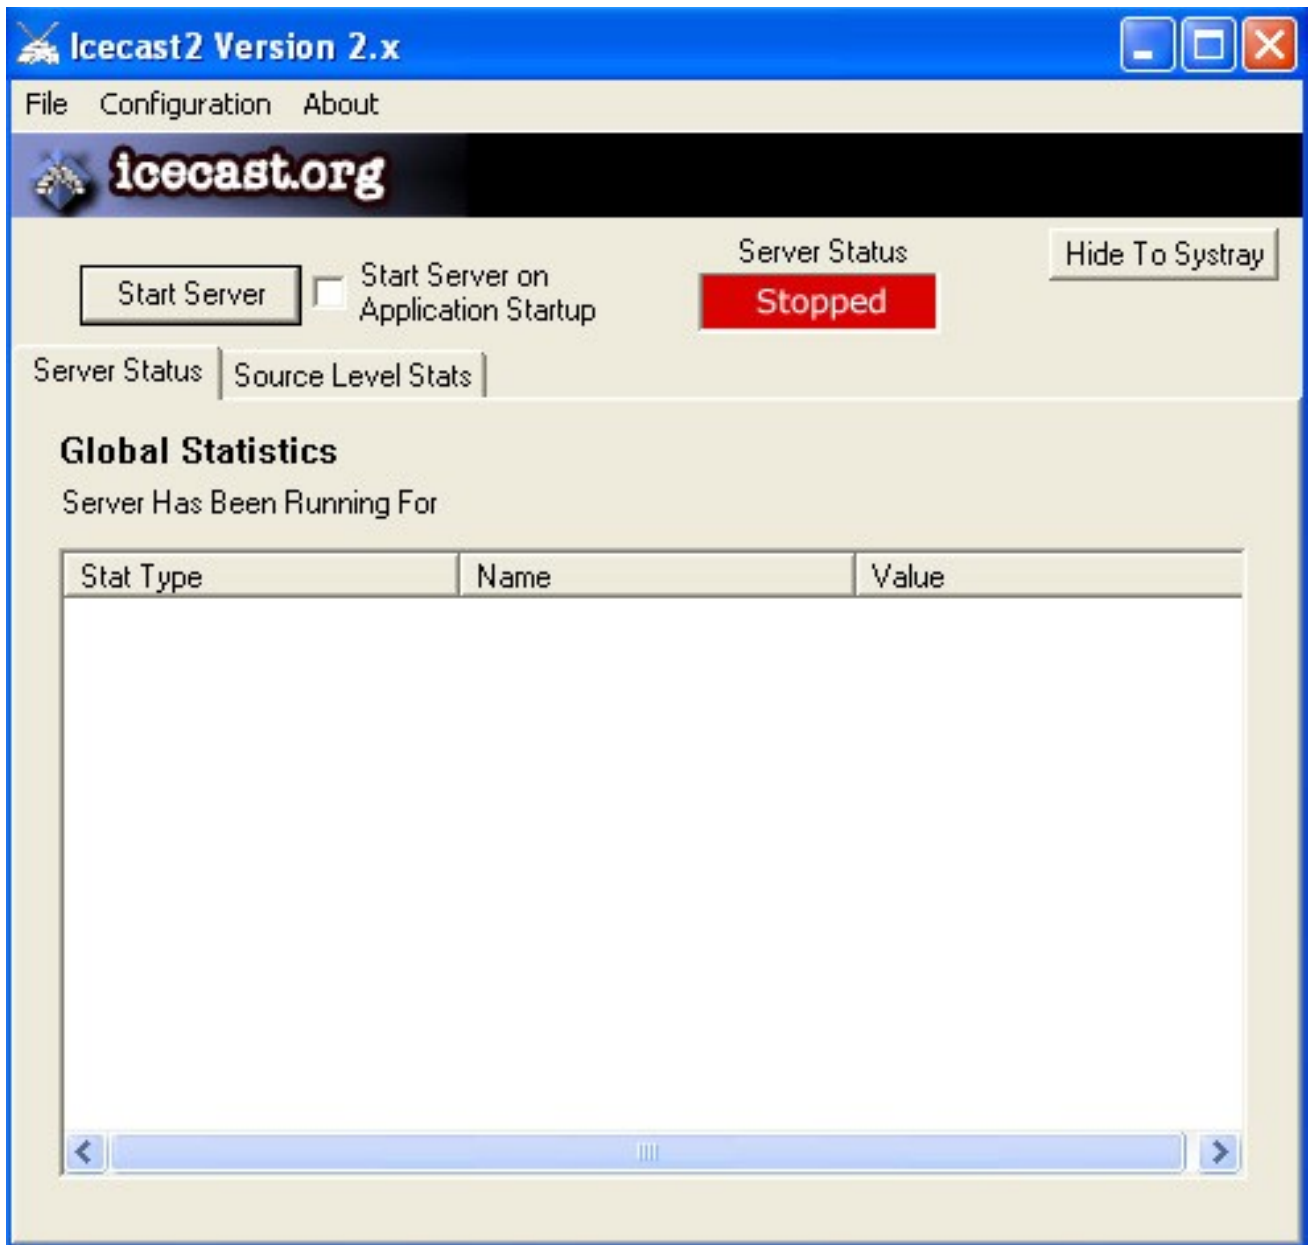 Icecast2 Version 2.x
File Configuration About
icecast.org
Server Status
Hide To Systray
Start Server
Start Server on
Application Startup
Stopped
Server Status Source Level Stats
Global Statistics
Server Has Been Running For
Stat Type Name Value